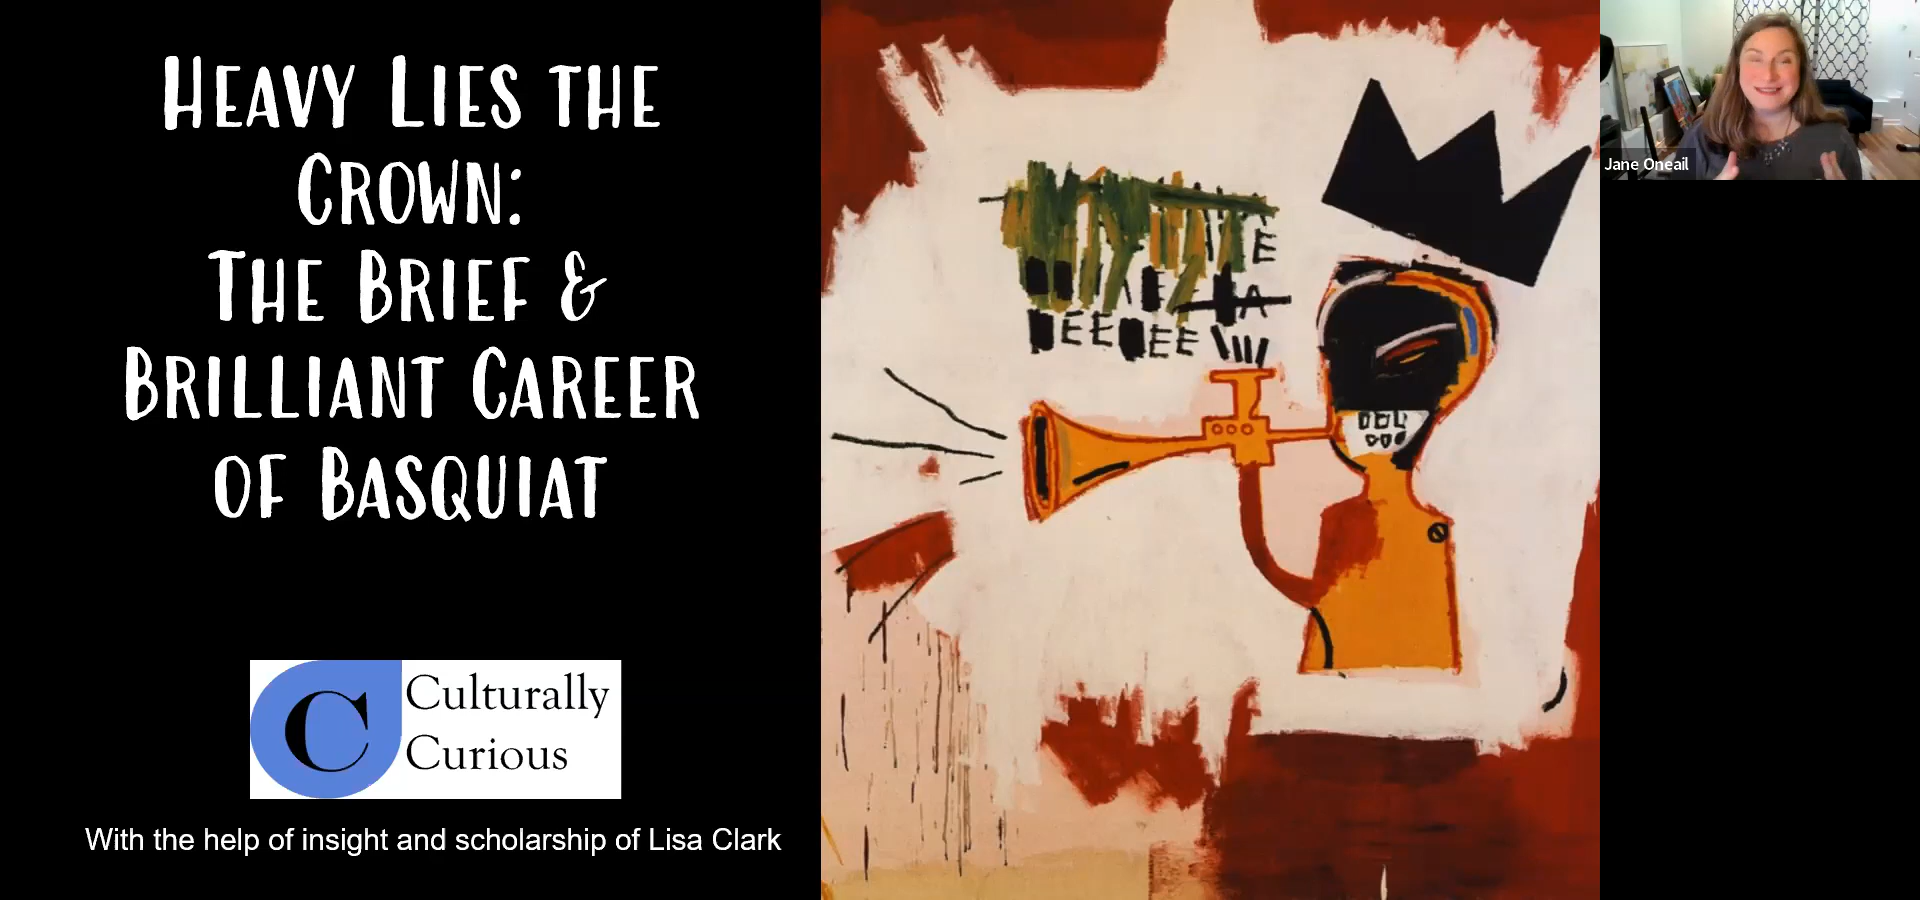 HEAVY LIES THE
CROWN:
THE BRIEF &
BRILLIANT CAREER
OF BASQUIAT
C Culturally
Curious
With the help of insight and scholarship of Lisa Clark
Jane Oneail